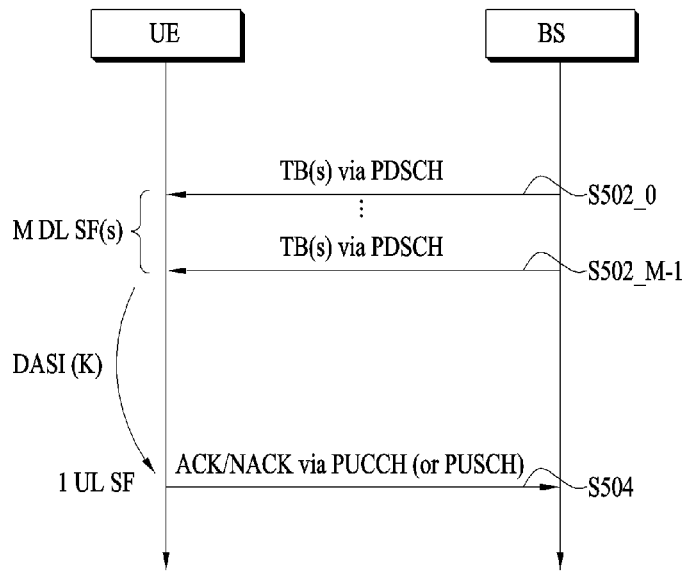 UE
BS
TB(s) via PDSCH
S502_0
⋮
M DL SF(s)
TB(s) via PDSCH
S502_M-1
DASI (K)
ACK/NACK via PUCCH (or PUSCH)
1 UL SF
S504